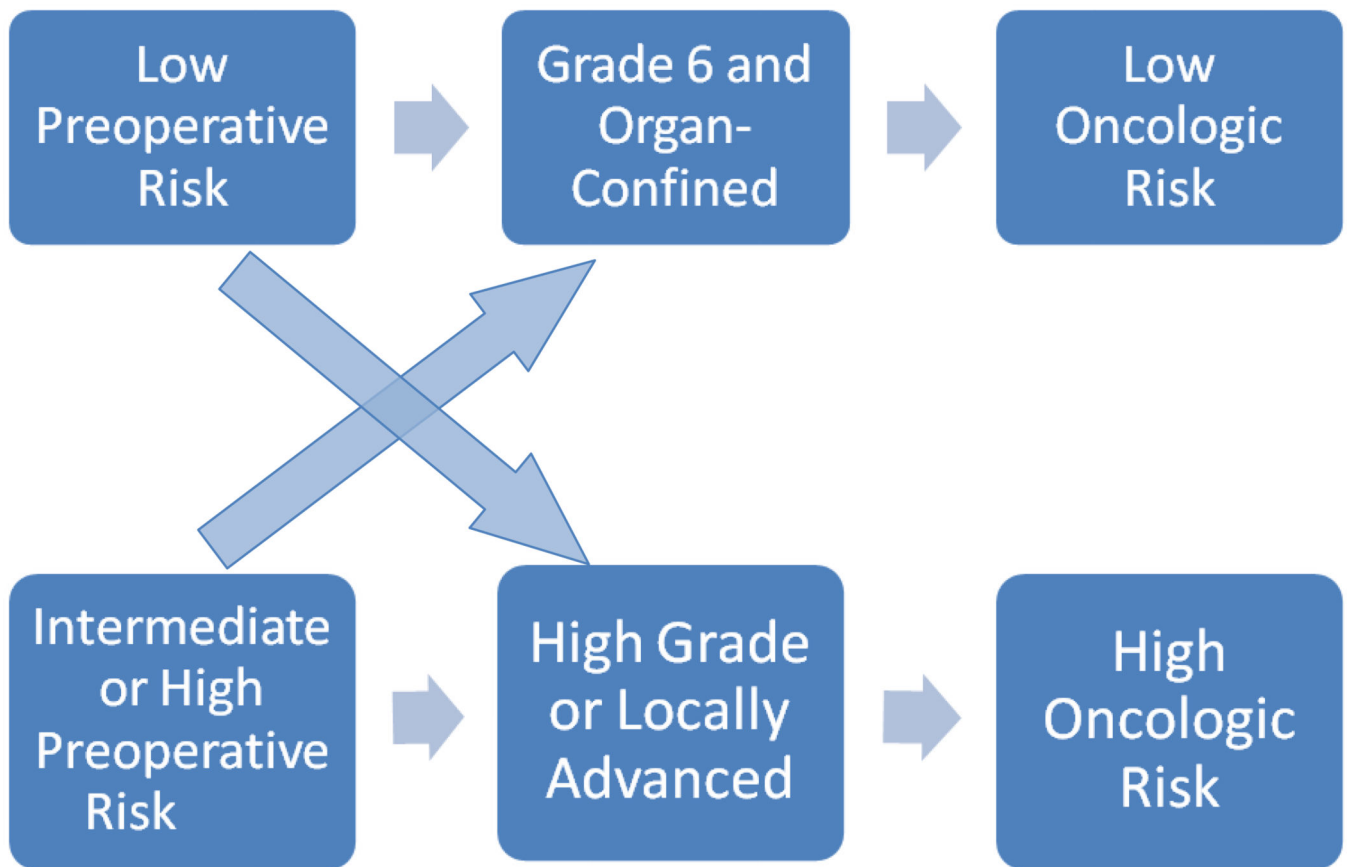 Low
Preoperative
Risk
Grade 6 and
Organ-
Confined
Low
Oncologic
Risk
Intermediate
or High
Preoperative
Risk
High Grade
or Locally
Advanced
High
Oncologic
Risk